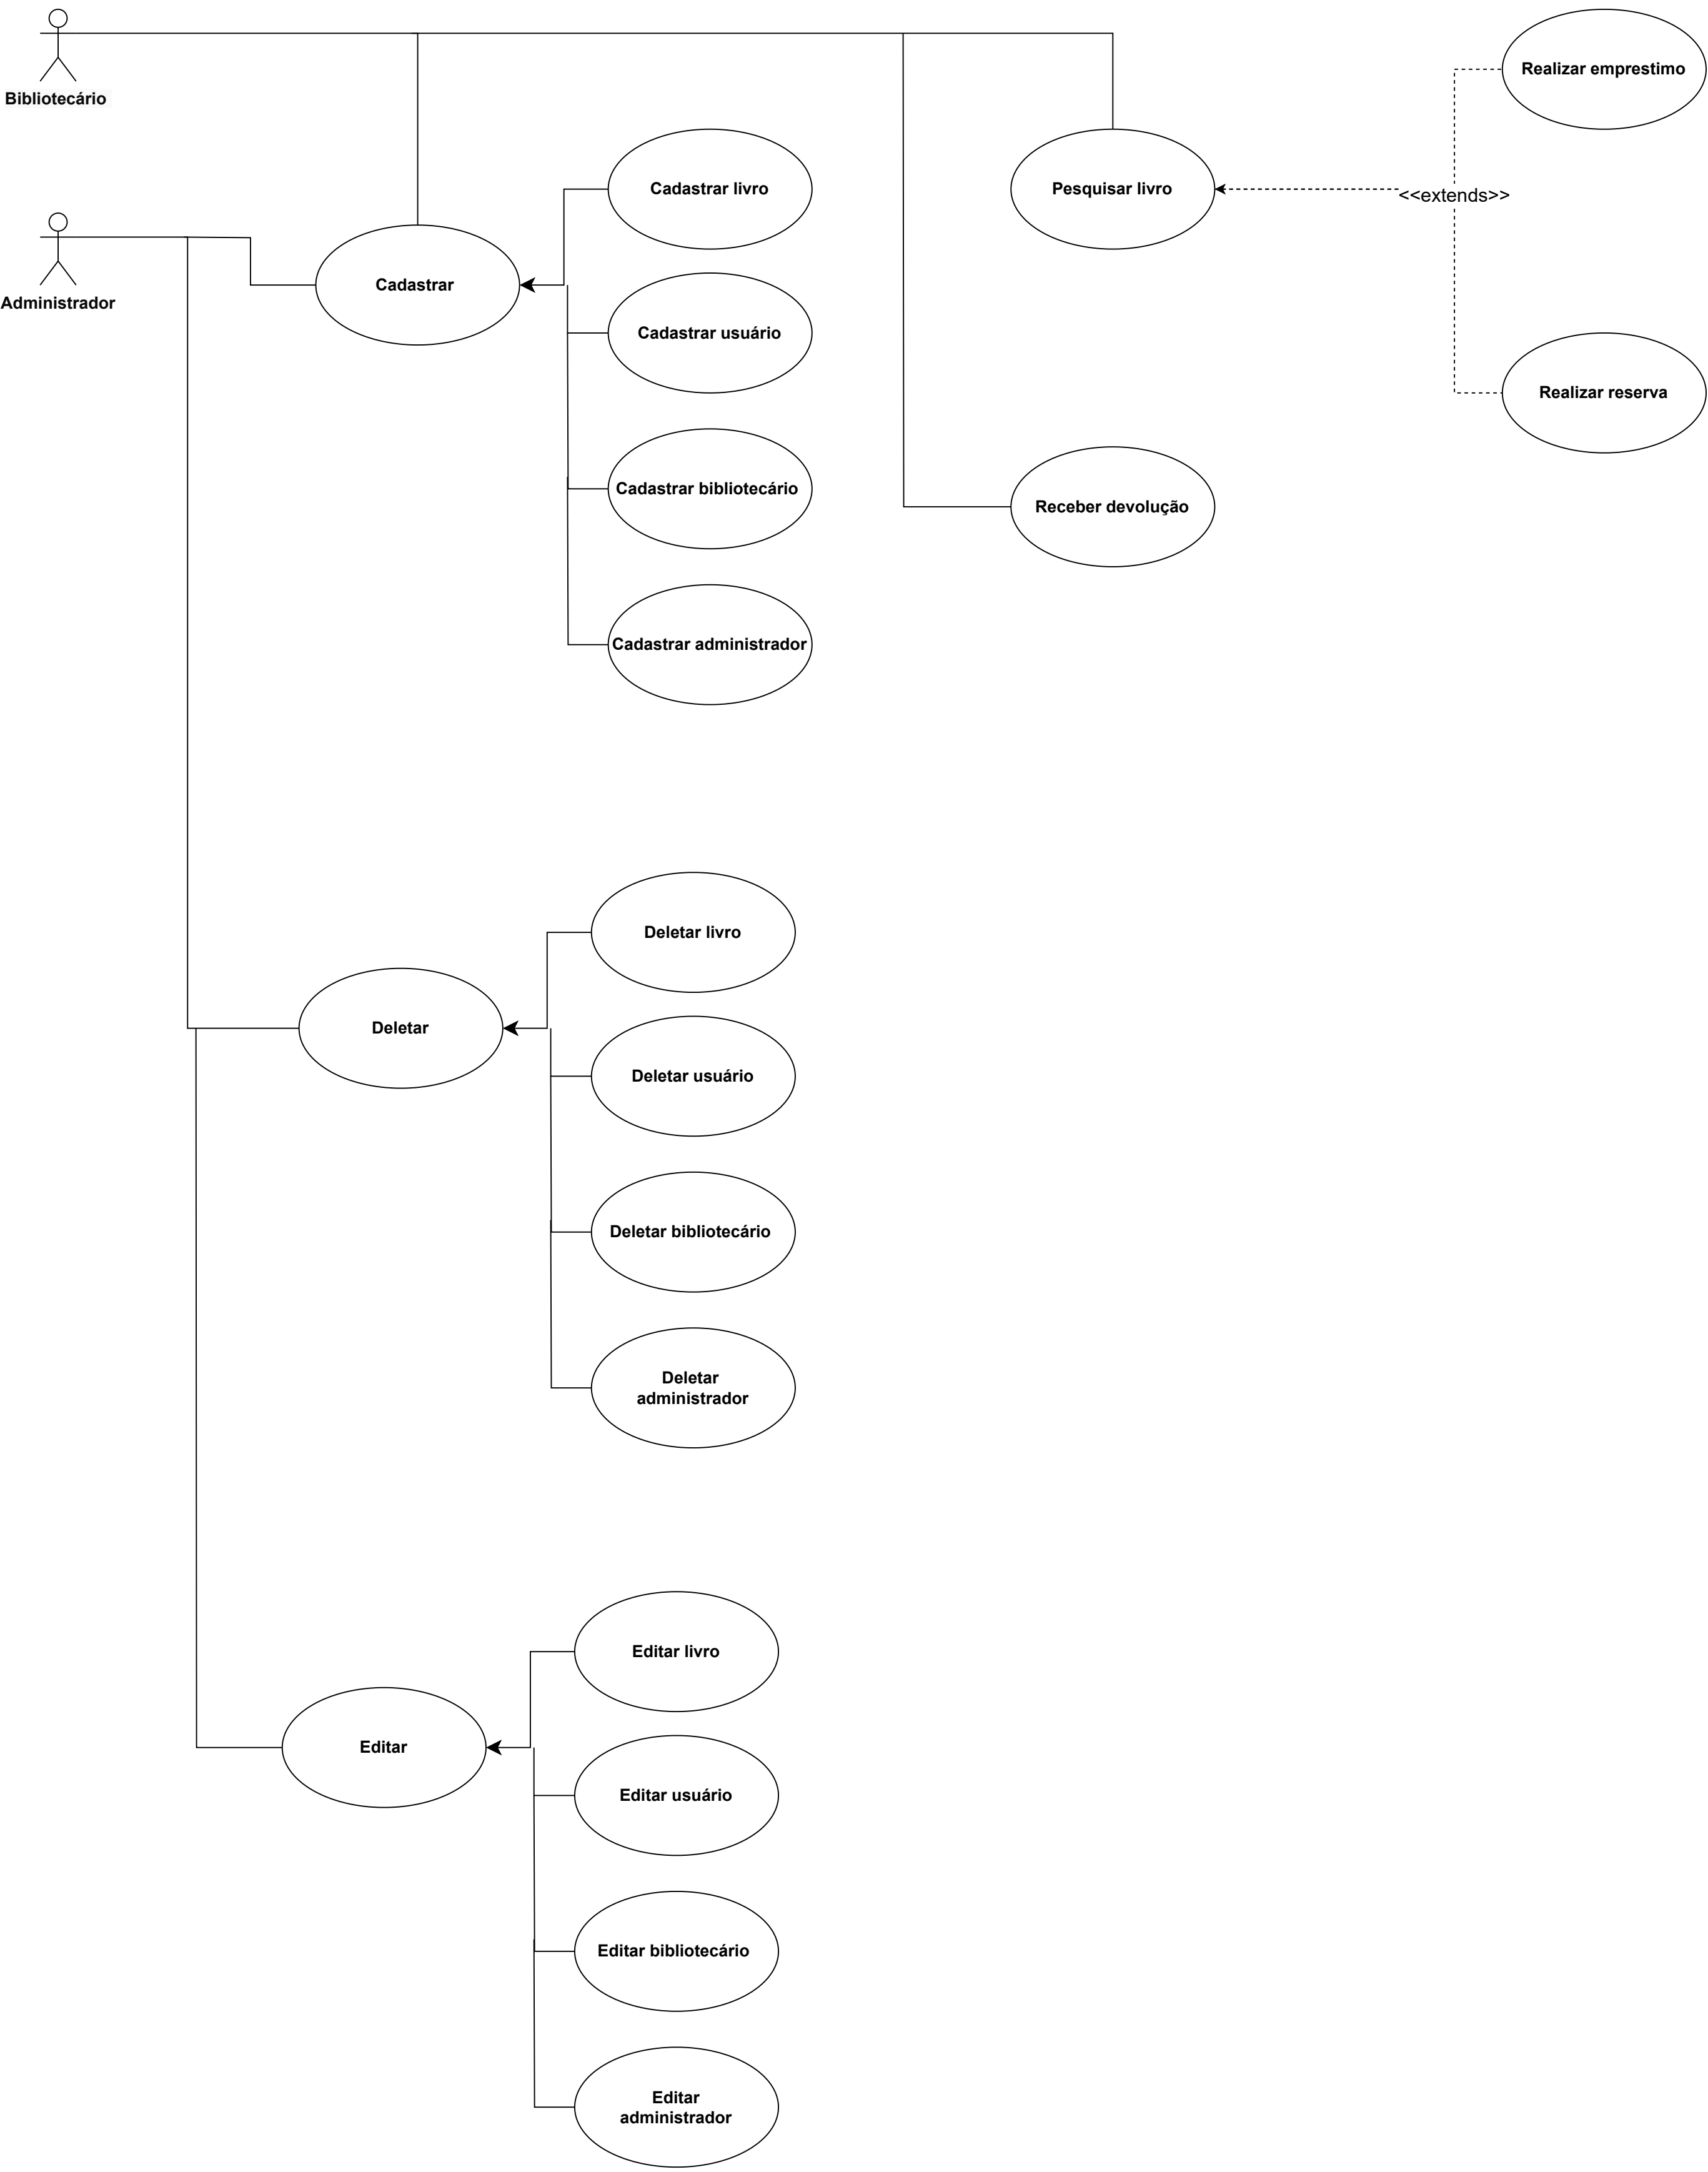 Bibliotecário
Realizar emprestimo
Cadastrar livro
Pesquisar livro
<<extends>>
Administrador
Cadastrar
Cadastrar usuário
Realizar reserva
Cadastrar bibliotecário
Receber devolução
Cadastrar administrador
Deletar livro
Deletar
Deletar usuário
Deletar bibliotecário
Deletar
administrador
Editar livro
Editar
Editar usuário
Editar bibliotecário
Editar
administrador